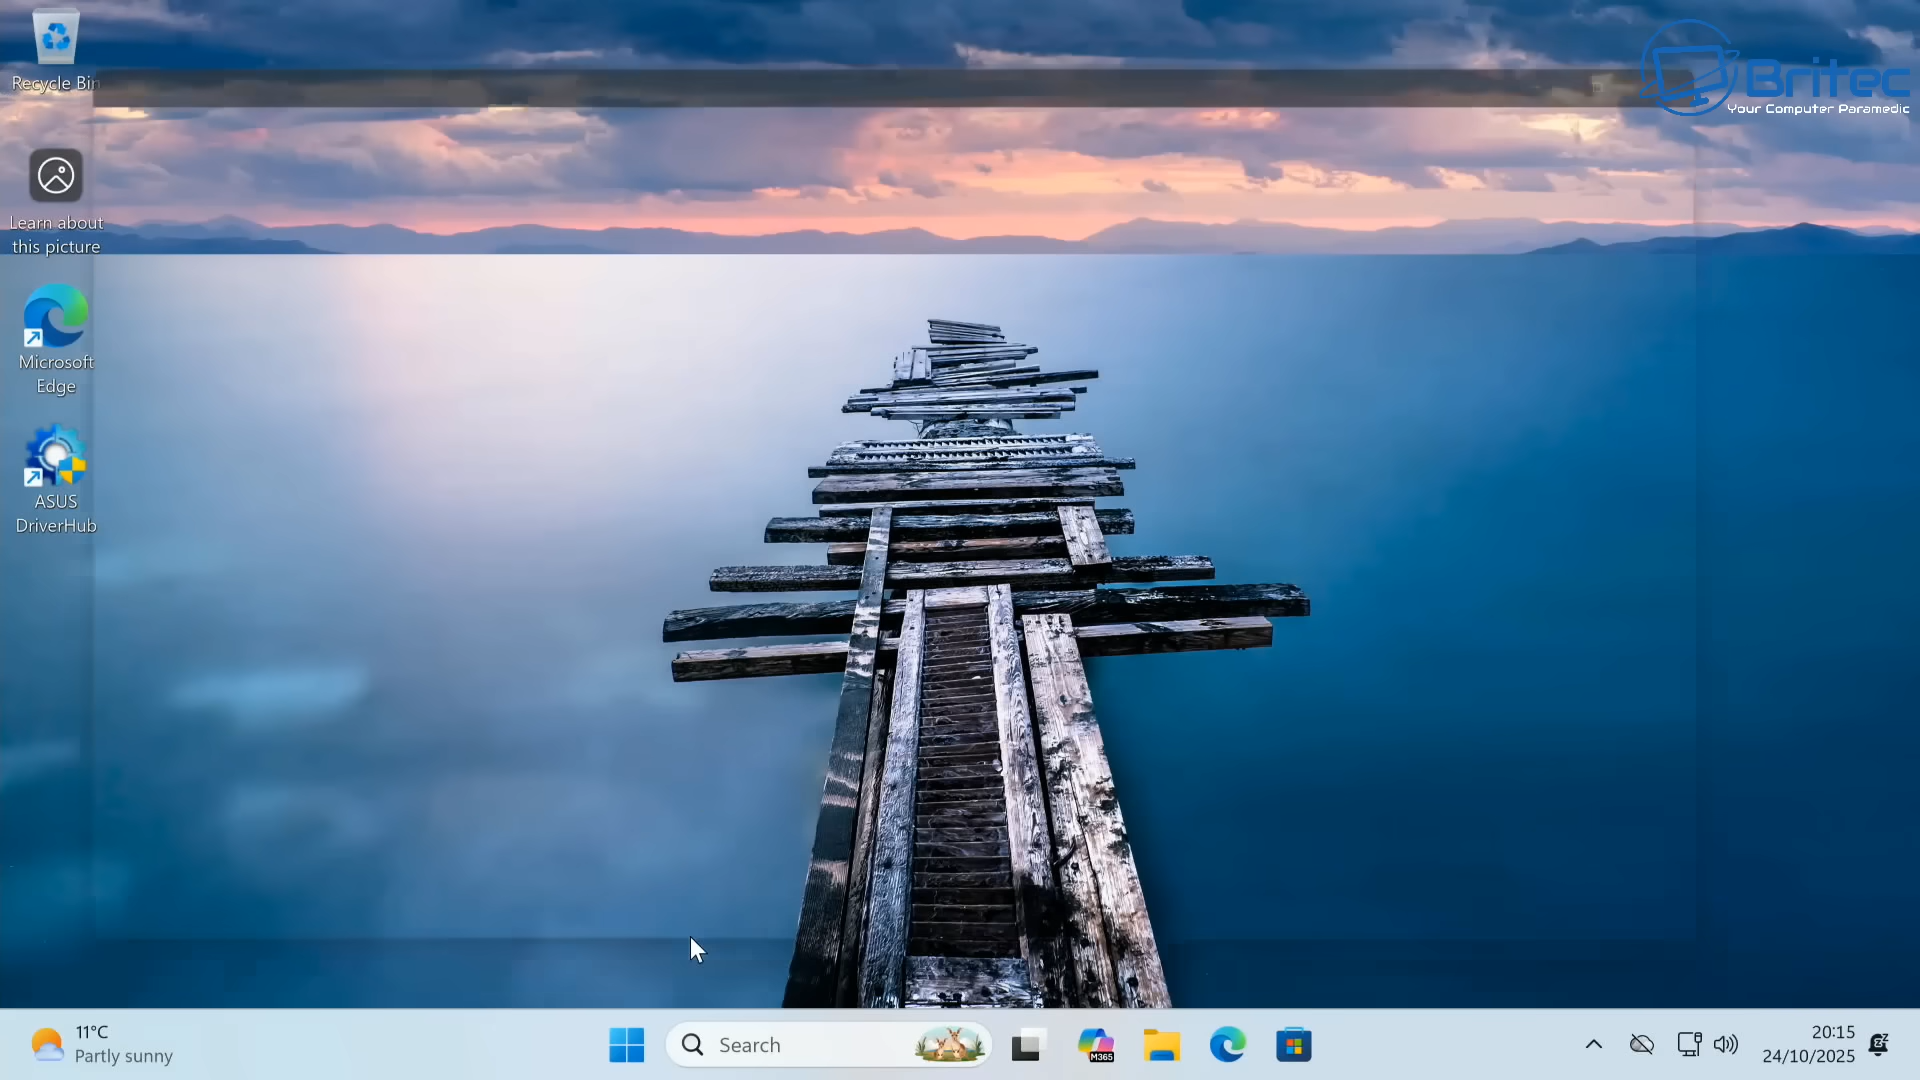 Recycle Bin
Britec
Your Computer Paramedic
Learn about
this picture
Microsoft
Edge
ASUS
DriverHub
11°C
Partly sunny
Search
M365
20:15
24/10/2025